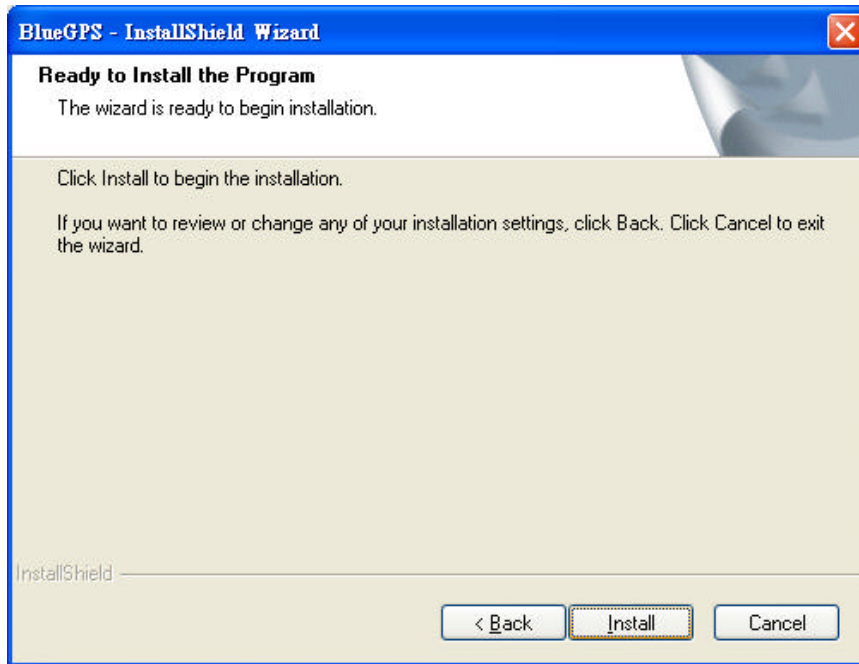 BlueGPS - InstallShield Wizard
Ready to Install the Program
The wizard is ready to begin installation.
Click Install to begin the installation.
If you want to review or change any of your installation settings, click Back. Click Cancel to exit
the wizard.
InstallShield
< Back Install Cancel